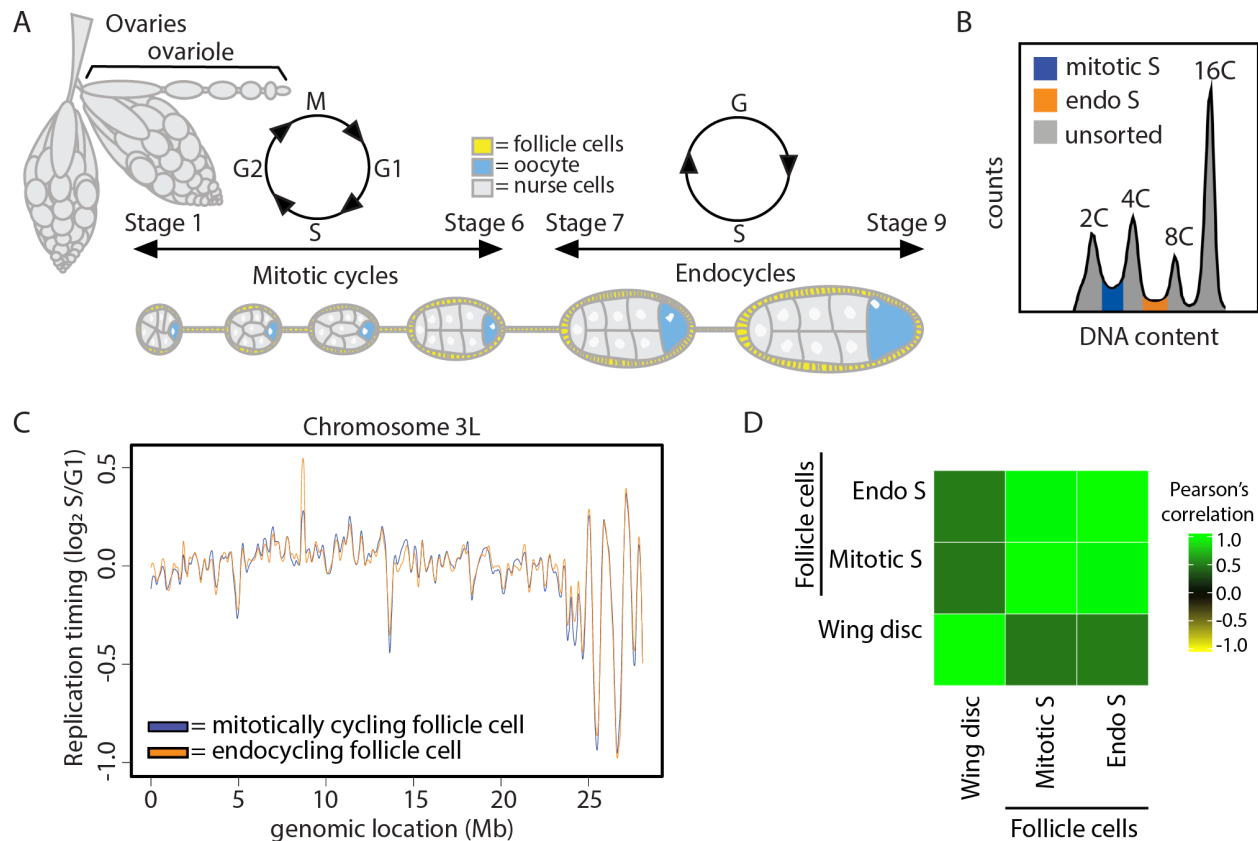 A
Ovaries
ovariole
M
G2
G1
S
= follicle cells
= oocyte
= nurse cells
G
S
Stage 1
Stage 6
Stage 7
Stage 9
Mitotic cycles
Endocycles
B
mitotic S
endo S
unsorted
2C
4C
8C
16C
counts
DNA content
C
Chromosome 3L
Replication timing (log₂ S/G1)
0.5
0.0
-0.5
-1.0
= mitotically cycling follicle cell
= endocycling follicle cell
0 5 10 15 20 25
genomic location (Mb)
D
Follicle cells
Endo S
Mitotic S
Wing disc
Wing disc
Mitotic S
Endo S
Follicle cells
Pearson's
correlation
1.0
0.5
0.0
-0.5
-1.0